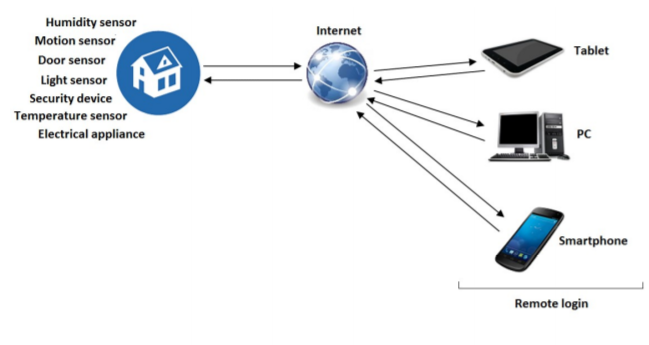 Humidity sensor
Motion sensor
Door sensor
Light sensor
Security device
Temperature sensor
Electrical appliance
Internet
Tablet
PC
Smartphone
Remote login